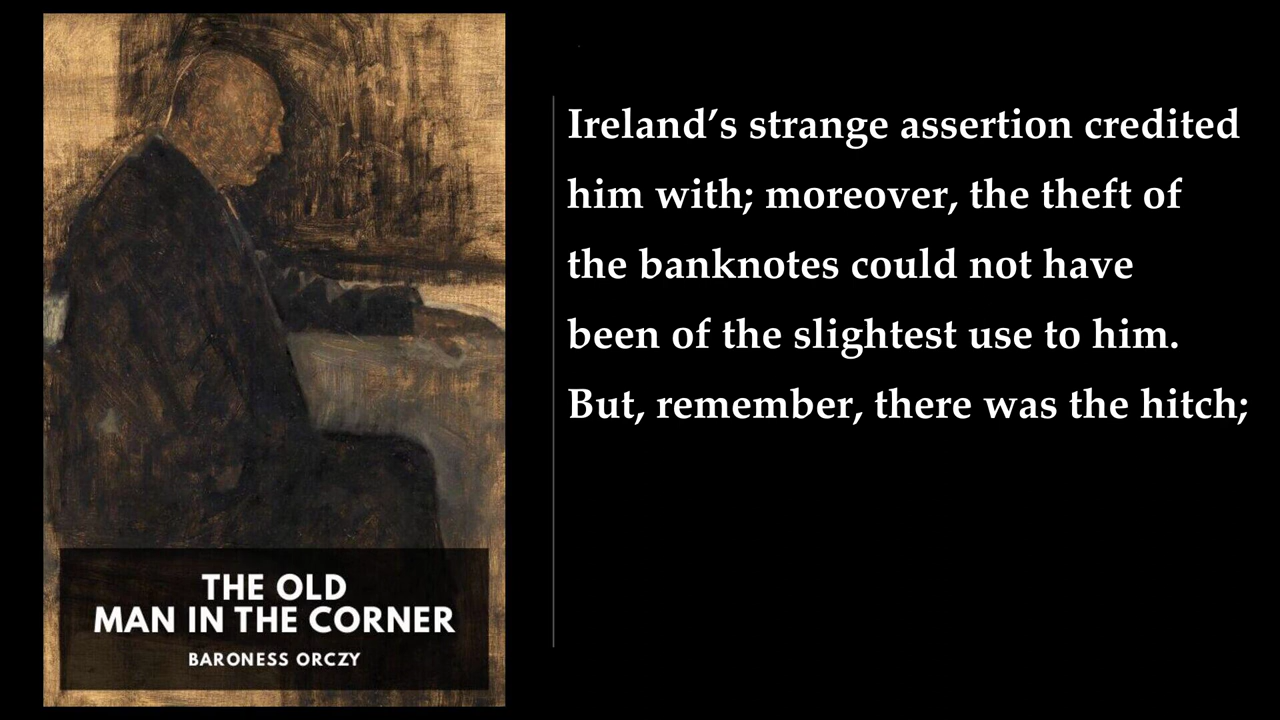 THE OLD
MAN IN THE CORNER
BARONESS ORCZY
Ireland’s strange assertion credited
him with; moreover, the theft of
the banknotes could not have
been of the slightest use to him.
But, remember, there was the hitch;